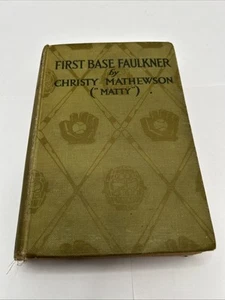 FIRST BASE FAULKNER
by
CHRISTY MATHEWSON
("MATTY")